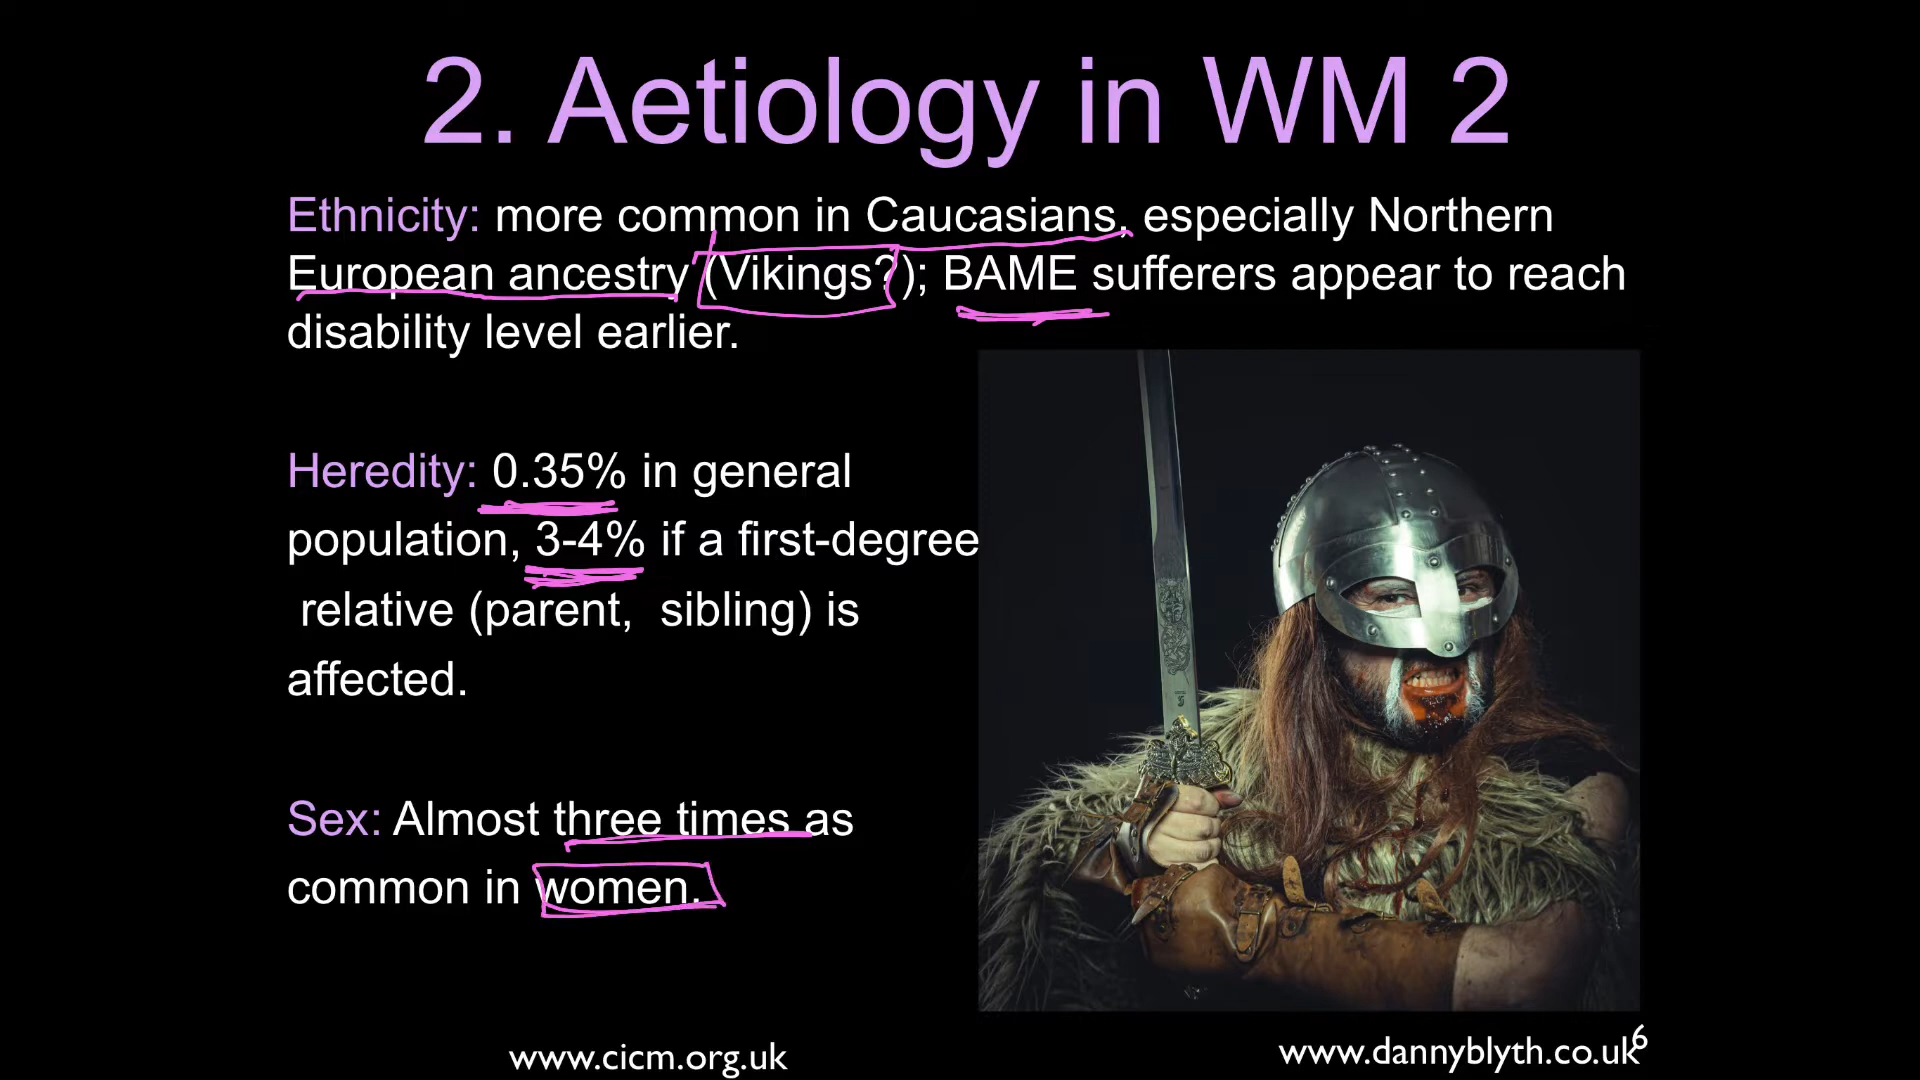 2. Aetiology in WM 2
Ethnicity: more common in Caucasians, especially Northern
European ancestry (Vikings?); BAME sufferers appear to reach
disability level earlier.
Heredity: 0.35% in general
population, 3-4% if a first-degree
relative (parent, sibling) is
affected.
Sex: Almost three times as
common in women.
www.cicm.org.uk
www.dannyblyth.co.uk
6